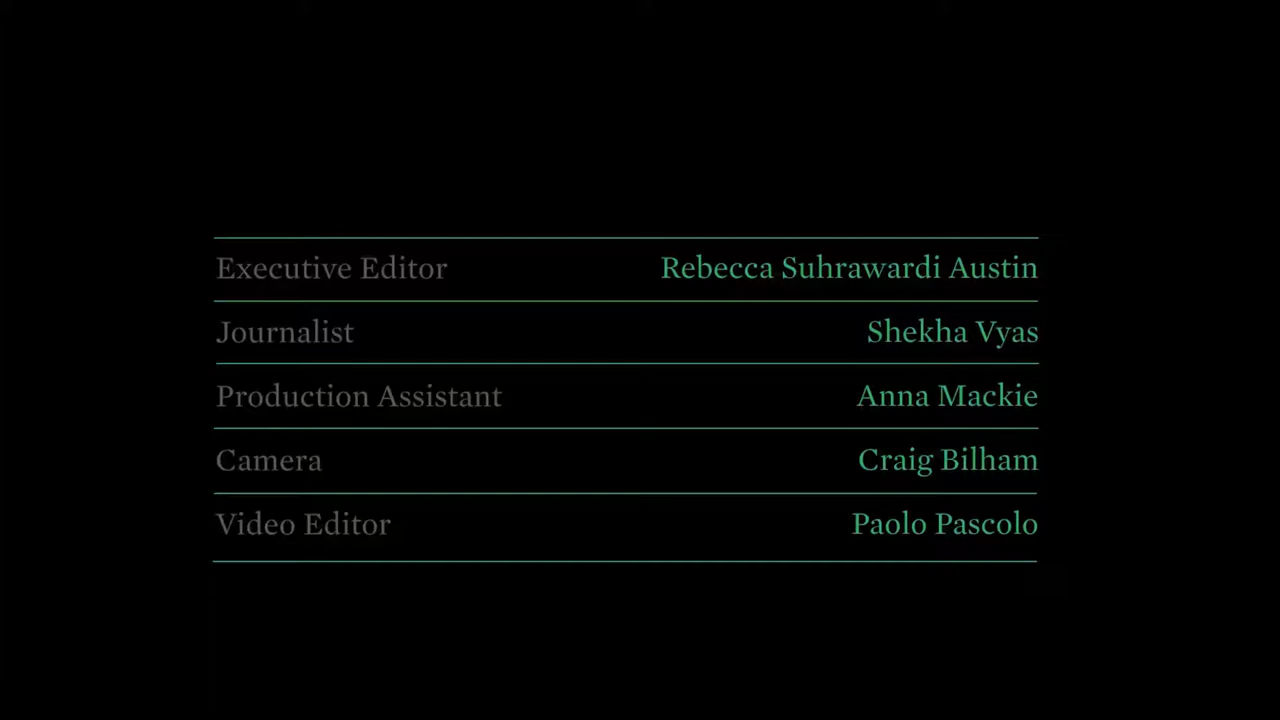 Executive Editor Rebecca Suhrawardi Austin
Journalist Shekha Vyas
Production Assistant Anna Mackie
Camera Craig Bilham
Video Editor Paolo Pascolo